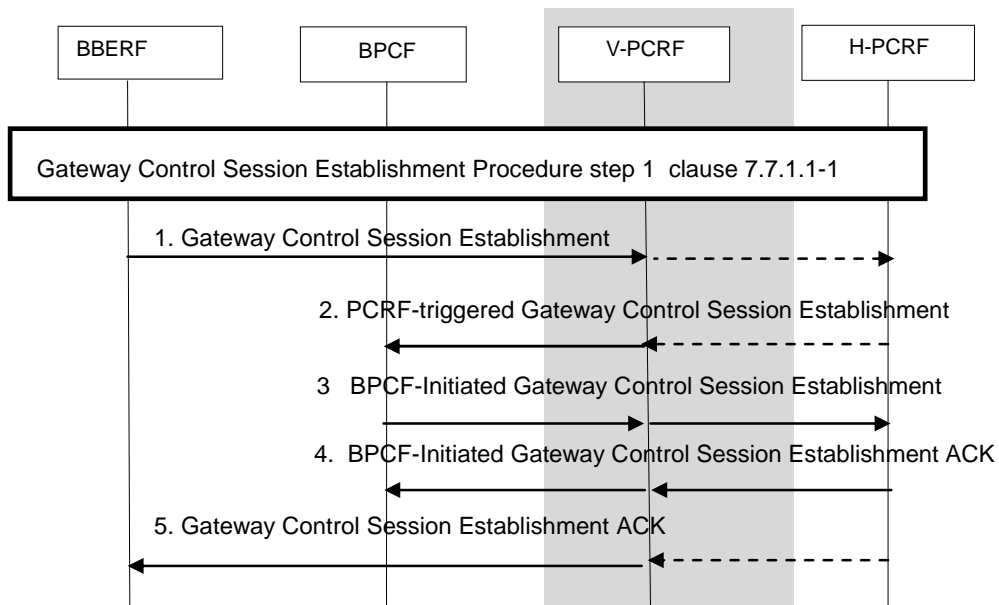 BBERF
BPCF
V-PCRF
H-PCRF
Gateway Control Session Establishment Procedure step 1 clause 7.7.1.1-1
1. Gateway Control Session Establishment
2. PCRF-triggered Gateway Control Session Establishment
3 BPCF-Initiated Gateway Control Session Establishment
4. BPCF-Initiated Gateway Control Session Establishment ACK
5. Gateway Control Session Establishment ACK